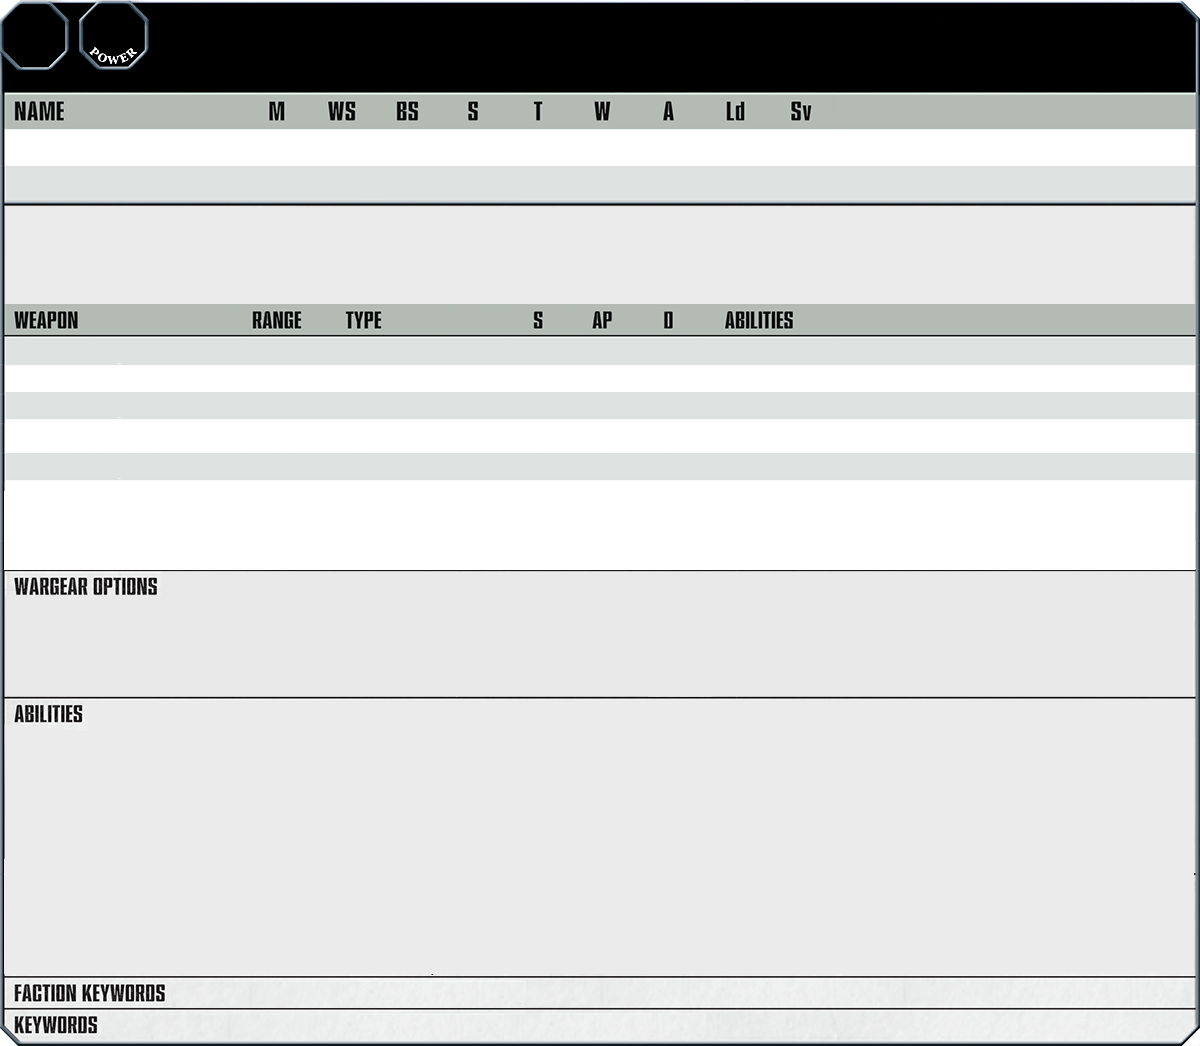 POWER
NAME M WS BS S T W A Ld Sv
WEAPON RANGE TYPE S AP D ABILITIES
WARGEAR OPTIONS
ABILITIES
FACTION KEYWORDS
KEYWORDS